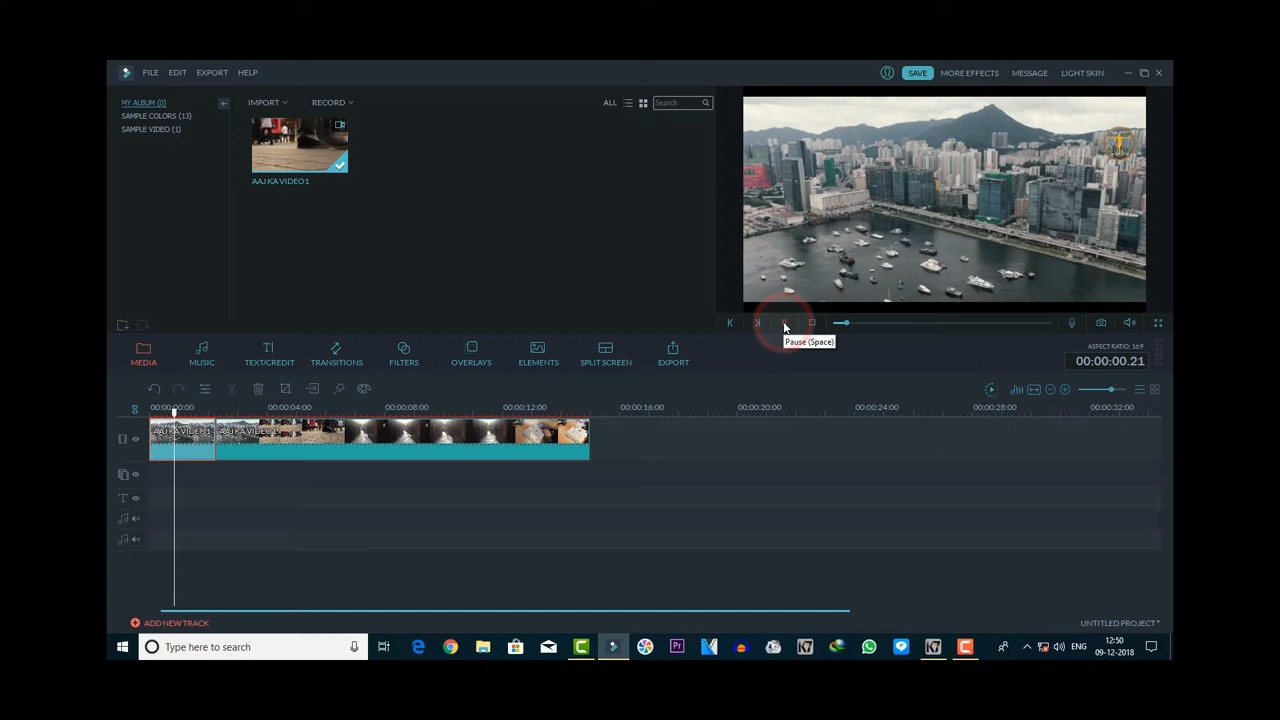 FILE EDIT EXPORT HELP
SAVE MORE EFFECTS MESSAGE LIGHT SKIN
MY ALBUM (0)
SAMPLE COLORS (13)
SAMPLE VIDEO (1)
IMPORT RECORD
ALL Search
AAJ KA VIDEO1
Pause (Space)
MEDIA MUSIC TEXT/CREDIT TRANSITIONS FILTERS OVERLAYS ELEMENTS SPLIT SCREEN EXPORT
ASPECT RATIO: 16:9
00:00:00.21
00:00:00:00 00:00:04:00 00:00:08:00 00:00:12:00 00:00:16:00 00:00:20:00 00:00:24:00 00:00:28:00 00:00:32:00
AAJ KA VIDEO1 AAJ KA VIDEO1
ADD NEW TRACK
UNTITLED PROJECT *
Type here to search
Pr
ENG
12:50
09-12-2018